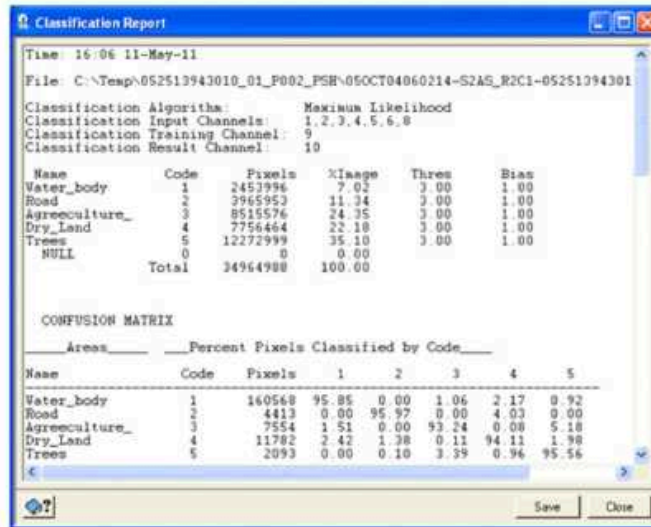 Classification Report
Time: 16:06 11-May-11
File: C:\Temp\052513943010_01_P002_PSH\05OCT04060214-S2AS_R2C1-05251394301
Classification Algorithm: Maximum Likelihood
Classification Input Channels: 1,2,3,4,5,6,8
Classification Training Channel: 9
Classification Result Channel: 10
Name Code Pixels %Image Thres Bias
Water_body 1 2453996 7.02 3.00 1.00
Road 2 3965953 11.34 3.00 1.00
Agreeculture_ 3 8515576 24.35 3.00 1.00
Dry_Land 4 7756464 22.18 3.00 1.00
Trees 5 12272999 35.10 3.00 1.00
NULL 0 0 0.00
Total 34964988 100.00
CONFUSION MATRIX
_____Areas_____ ___Percent Pixels Classified by Code____
Name Code Pixels 1 2 3 4 5
Water_body 1 160568 95.85 0.00 1.06 2.17 0.92
Road 2 4413 0.00 95.97 0.00 4.03 0.00
Agreeculture_ 3 7554 1.51 0.00 93.24 0.08 5.18
Dry_Land 4 11782 2.42 1.38 0.11 94.11 1.98
Trees 5 2093 0.00 0.10 3.39 0.96 95.56
?
Save Close